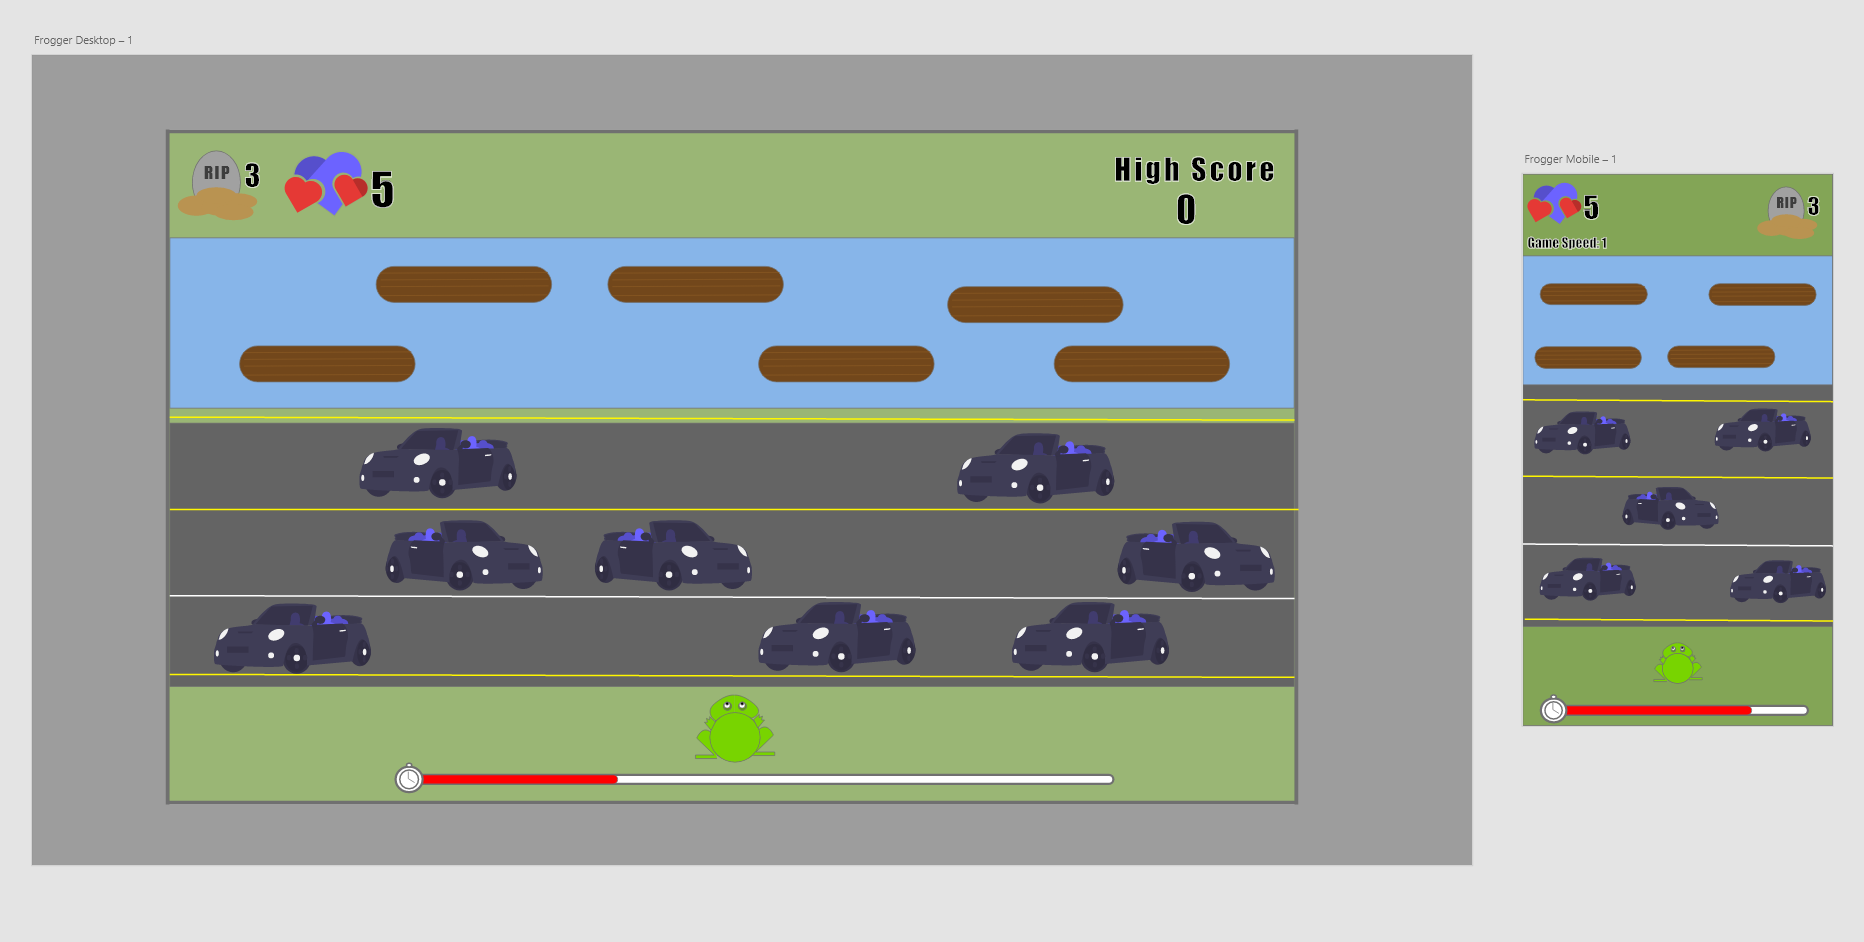 Frogger Desktop – 1
RIP 3
5
High Score
0
Frogger Mobile – 1
5
RIP 3
Game Speed: 1